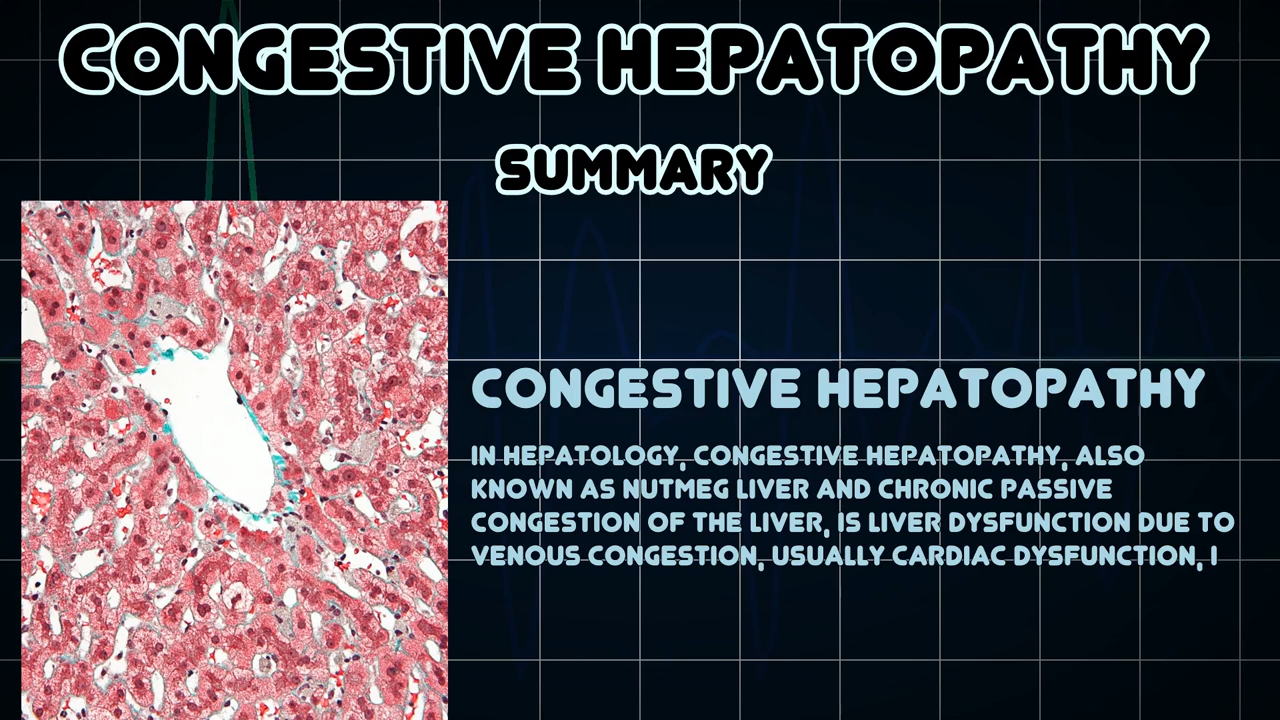 CONGESTIVE HEPATOPATHY
SUMMARY
CONGESTIVE HEPATOPATHY
IN HEPATOLOGY, CONGESTIVE HEPATOPATHY, ALSO
KNOWN AS NUTMEG LIVER AND CHRONIC PASSIVE
CONGESTION OF THE LIVER, IS LIVER DYSFUNCTION DUE TO
VENOUS CONGESTION, USUALLY CARDIAC DYSFUNCTION, I